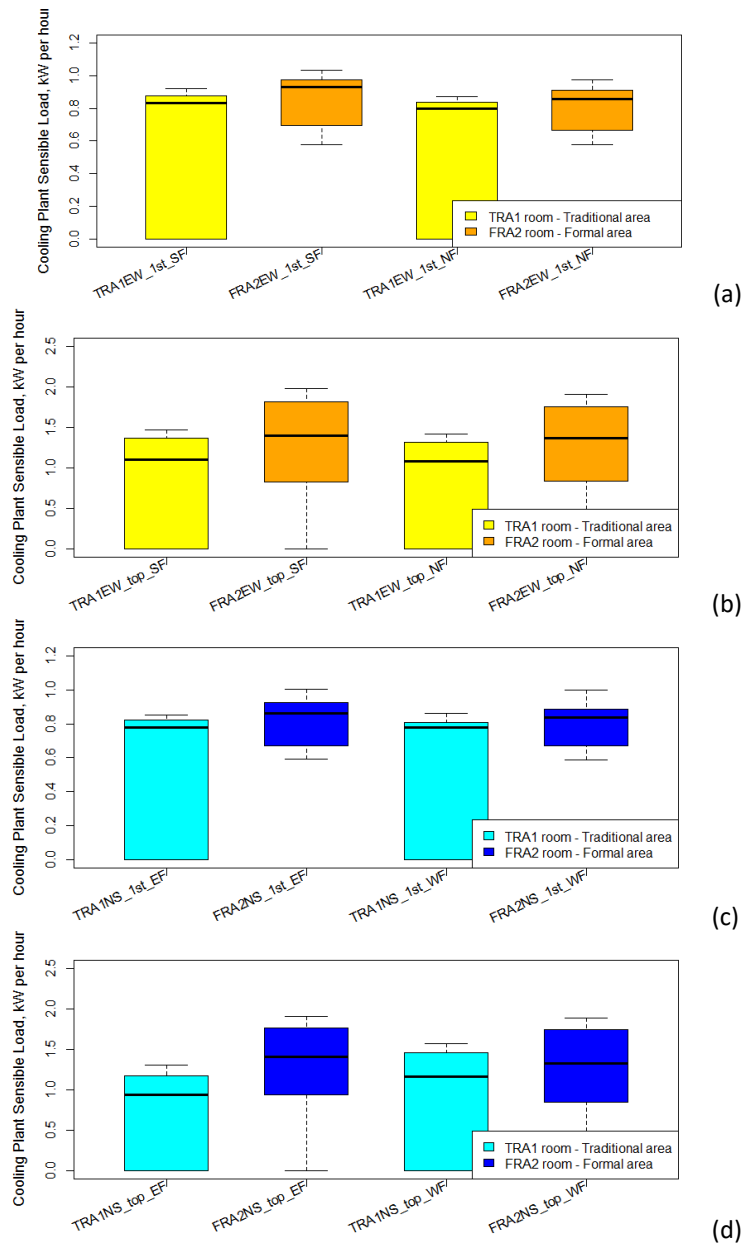 Cooling Plant Sensible Load, kW per hour
1.2
1.0
0.8
0.6
0.4
0.2
0.0
TRA1 room - Traditional area
FRA2 room - Formal area
TRA1EW_1st_SF
FRA2EW_1st_SF
TRA1EW_1st_NF
FRA2EW_1st_NF
(a)
Cooling Plant Sensible Load, kW per hour
2.5
2.0
1.5
1.0
0.5
0.0
TRA1 room - Traditional area
FRA2 room - Formal area
TRA1EW_top_SF
FRA2EW_top_SF
TRA1EW_top_NF
FRA2EW_top_NF
(b)
Cooling Plant Sensible Load, kW per hour
1.2
1.0
0.8
0.6
0.4
0.2
0.0
TRA1 room - Traditional area
FRA2 room - Formal area
TRA1NS_1st_EF
FRA2NS_1st_EF
TRA1NS_1st_WF
FRA2NS_1st_WF
(c)
Cooling Plant Sensible Load, kW per hour
2.5
2.0
1.5
1.0
0.5
0.0
TRA1 room - Traditional area
FRA2 room - Formal area
TRA1NS_top_EF
FRA2NS_top_EF
TRA1NS_top_WF
FRA2NS_top_WF
(d)